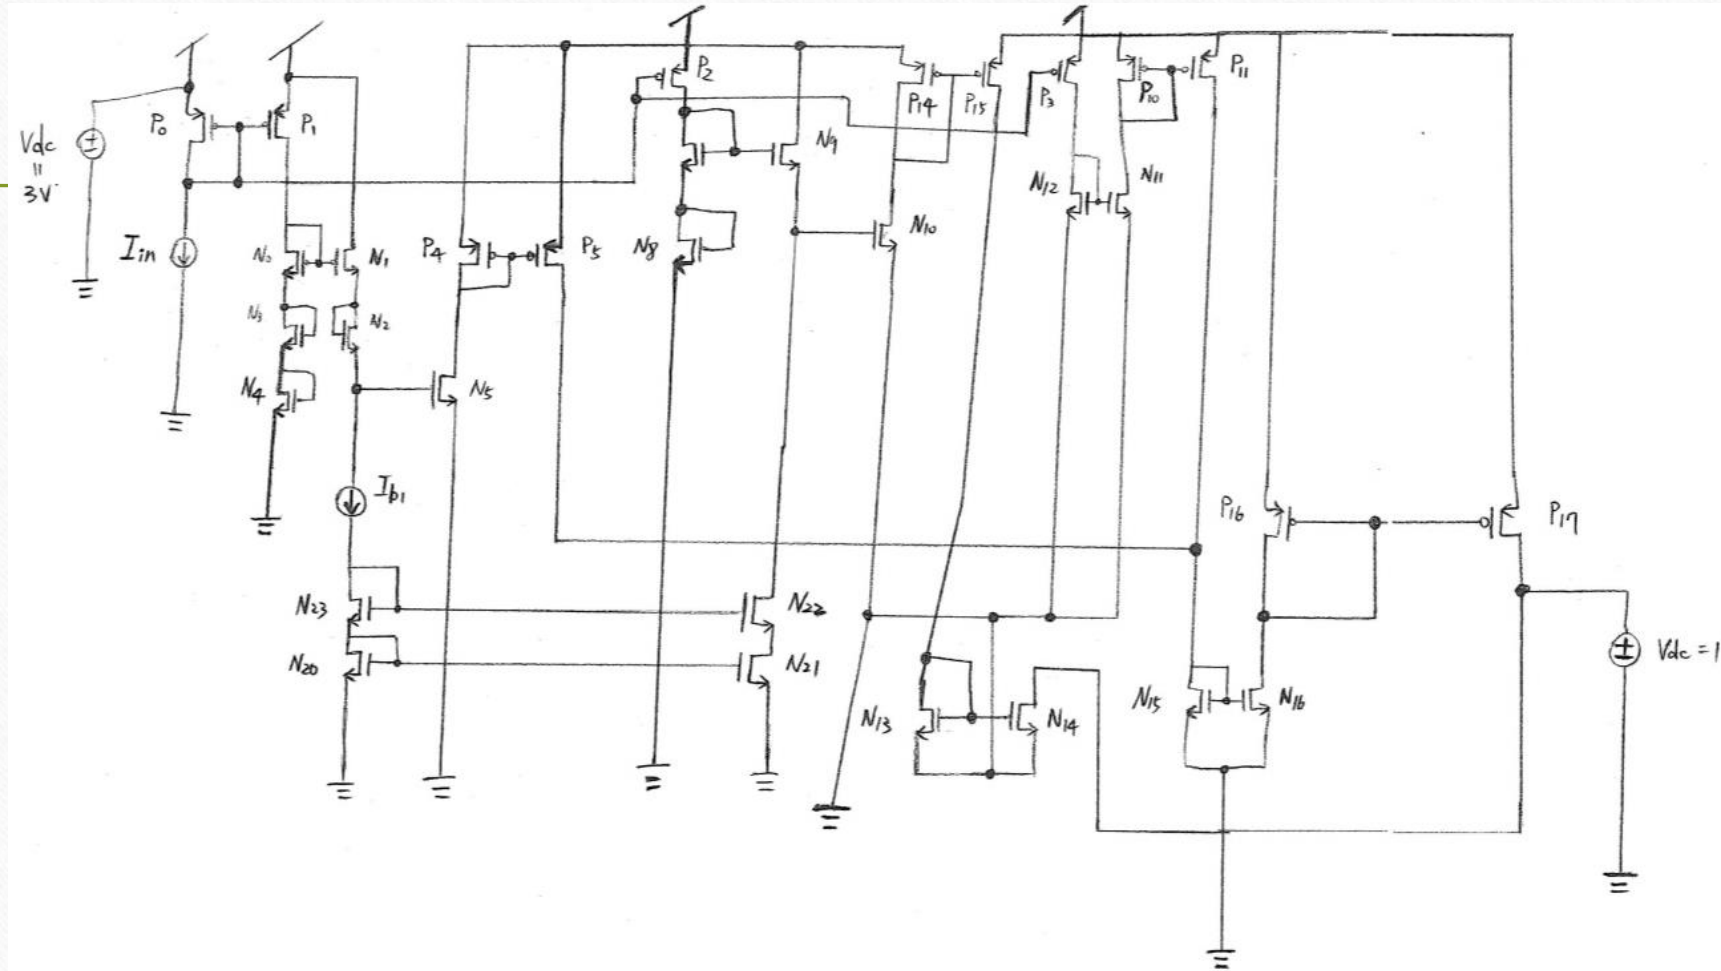 Vdc
=
3V
P0
P1
Iin
N0
N1
N3
N2
N4
Ib1
N23
N20
P4
P5
N5
P2
N9
N8
N10
N22
N21
P14
P15
P3
P10
P11
N12
N11
N13
N14
N15
N16
P16
P17
Vdc = 1